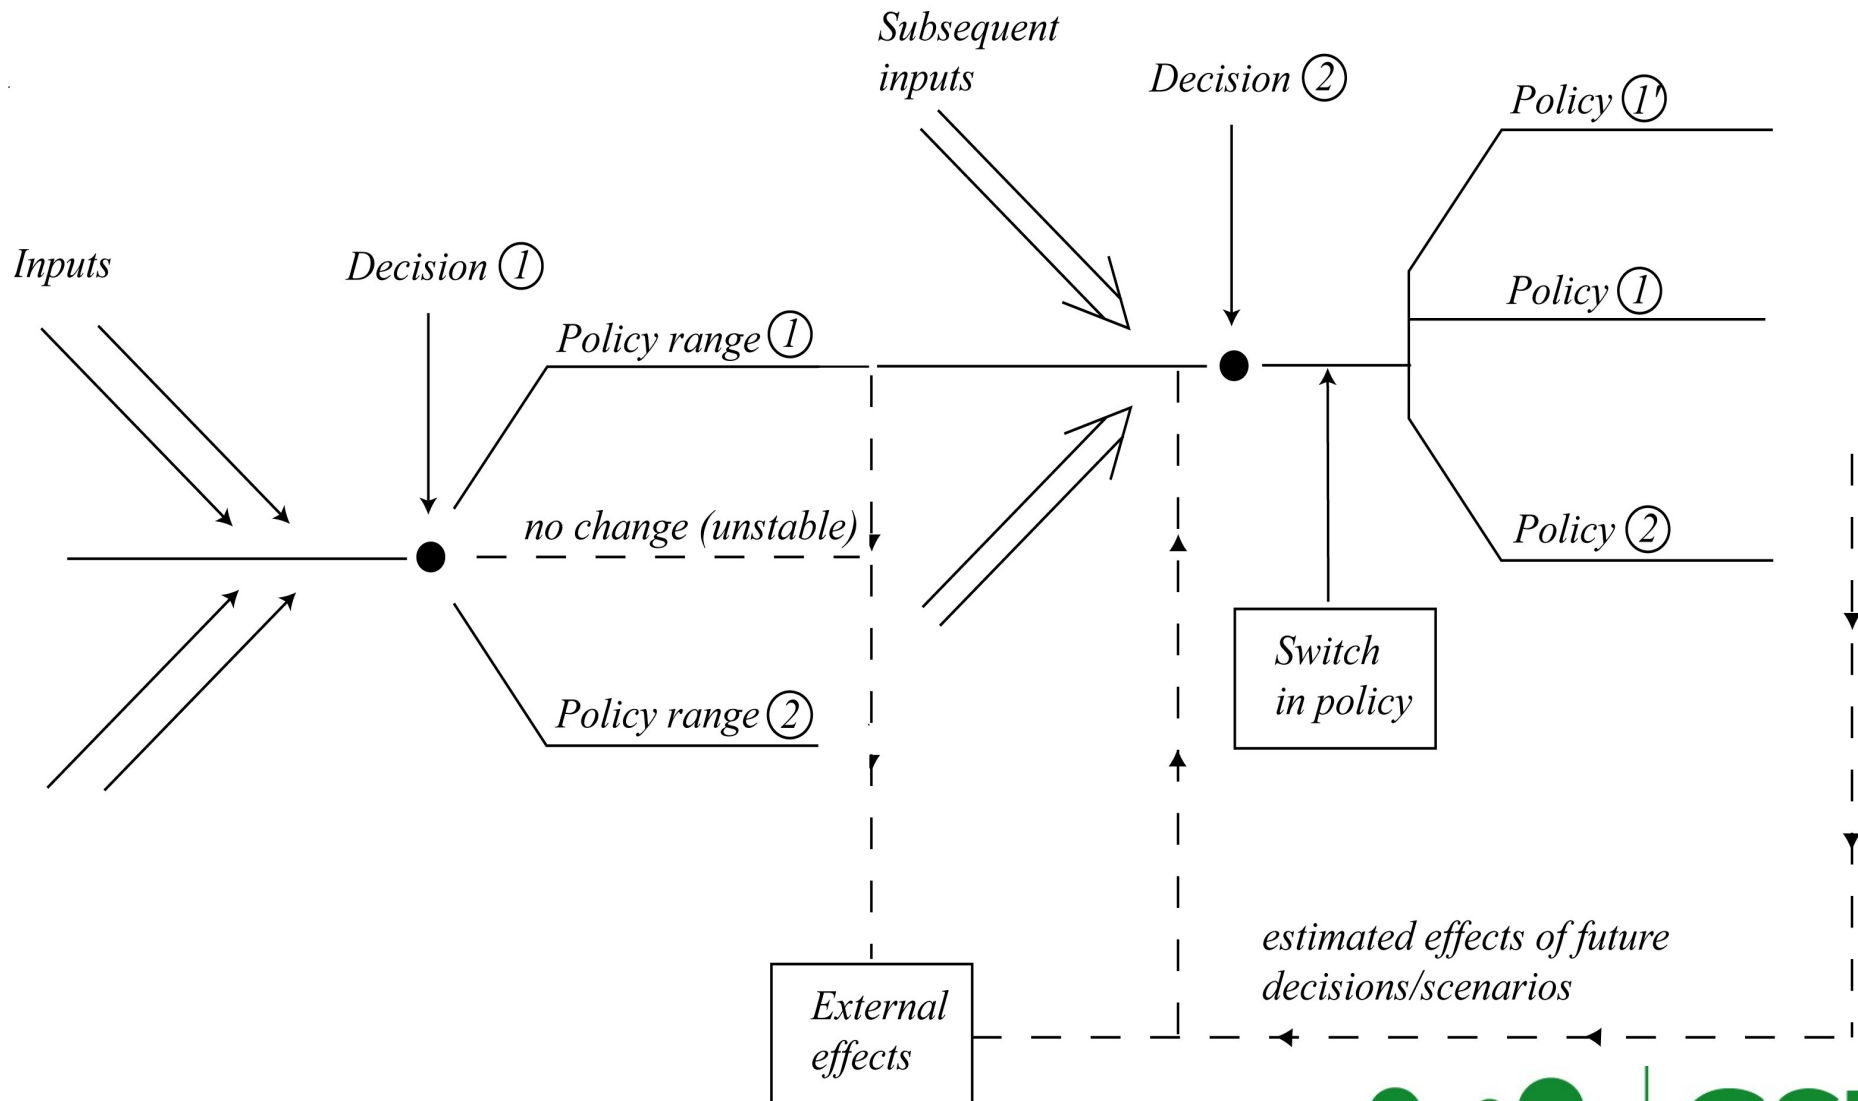 Subsequent
inputs
Decision ②
Policy ①'
Inputs
Decision ①
Policy range ①
Policy ①
no change (unstable)
Policy ②
Switch
in policy
Policy range ②
estimated effects of future
decisions/scenarios
External
effects